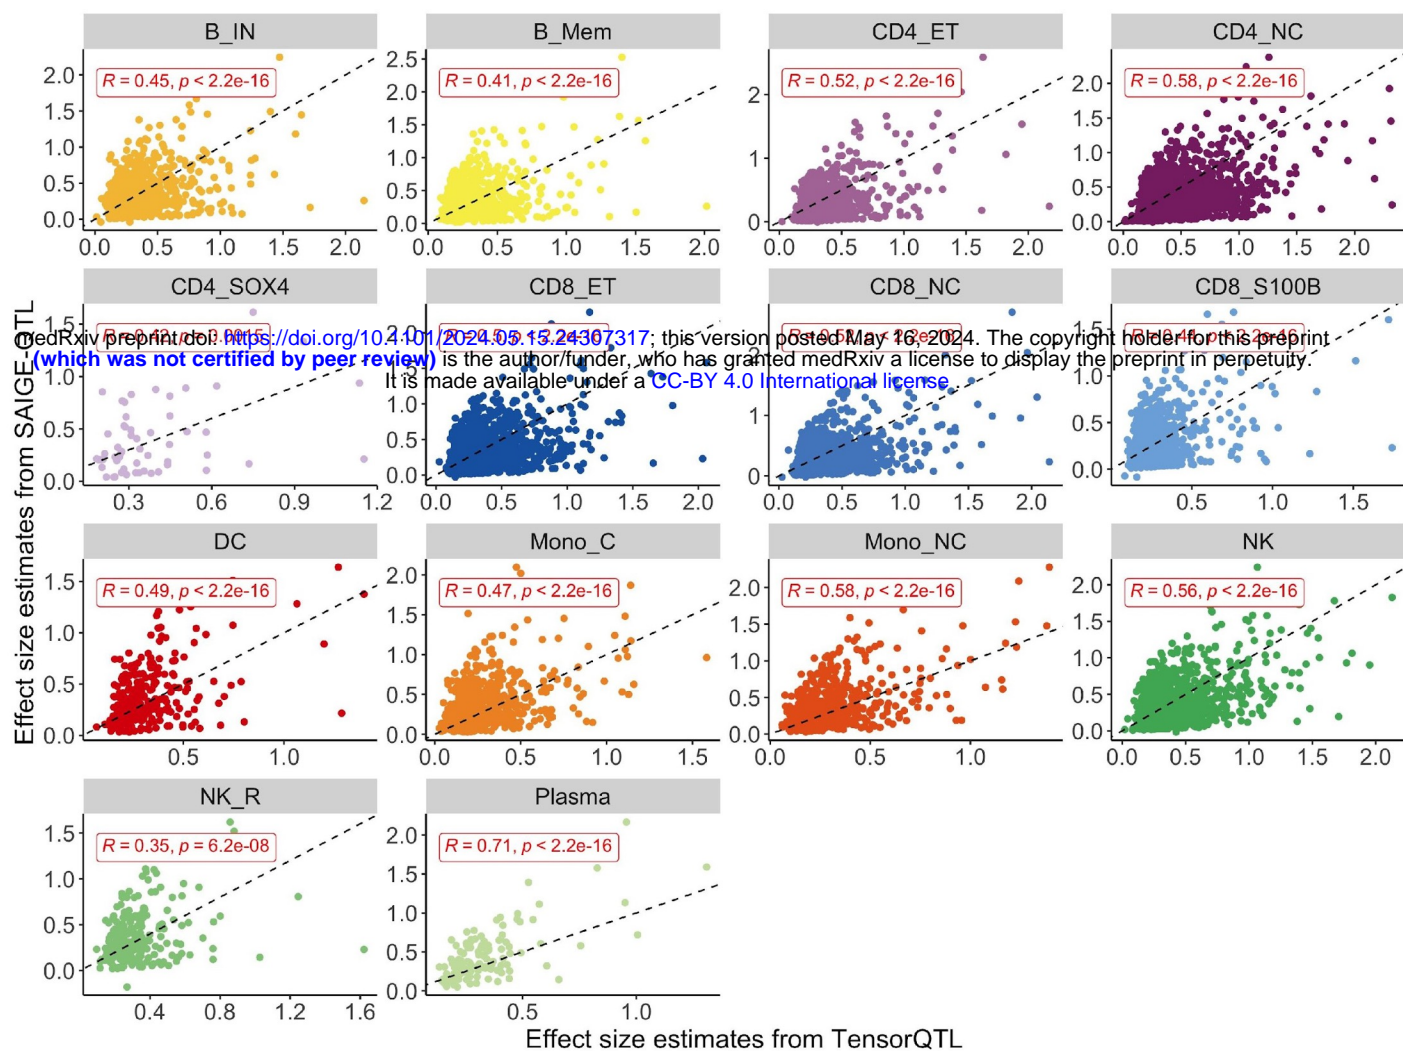 B_IN B_Mem CD4_ET CD4_NC
R = 0.45, p < 2.2e-16 R = 0.41, p < 2.2e-16 R = 0.52, p < 2.2e-16 R = 0.58, p < 2.2e-16
2.0 1.5 1.0 0.5 0.0
2.5 2.0 1.5 1.0 0.5 0.0
2 1 0
2.0 1.5 1.0 0.5 0.0
0.0 0.5 1.0 1.5 2.0 0.0 0.5 1.0 1.5 2.0 0.0 0.5 1.0 1.5 2.0 0.0 0.5 1.0 1.5 2.0
CD4_SOX4 CD8_ET CD8_NC CD8_S100B
medRxiv preprint doi: https://doi.org/10.1101/2024.05.15.24307317; this version posted May 16, 2024. The copyright holder for this preprint
(which was not certified by peer review) is the author/funder, who has granted medRxiv a license to display the preprint in perpetuity.
It is made available under a CC-BY 4.0 International license
1.5 1.0 0.5 0.0
2.0 1.0 0.5 0.0
2 1 0
1.5 1.0 0.5 0.0
0.3 0.6 0.9 1.2 0.0 0.5 1.0 1.5 2.0 0.0 0.5 1.0 1.5 2.0 0.5 1.0 1.5
DC Mono_C Mono_NC NK
R = 0.49, p < 2.2e-16 R = 0.47, p < 2.2e-16 R = 0.58, p < 2.2e-16 R = 0.56, p < 2.2e-16
1.5 1.0 0.5 0.0
2.0 1.5 1.0 0.5 0.0
2.0 1.5 1.0 0.5 0.0
2.0 1.5 1.0 0.5 0.0
0.5 1.0 0.0 0.5 1.0 1.5 0.0 0.5 1.0 0.0 0.5 1.0 1.5 2.0
NK_R Plasma
R = 0.35, p = 6.2e-08 R = 0.71, p < 2.2e-16
1.5 1.0 0.5 0.0
2.0 1.5 1.0 0.5 0.0
0.4 0.8 1.2 1.6 0.5 1.0
Effect size estimates from SAIGE-QTL
Effect size estimates from TensorQTL